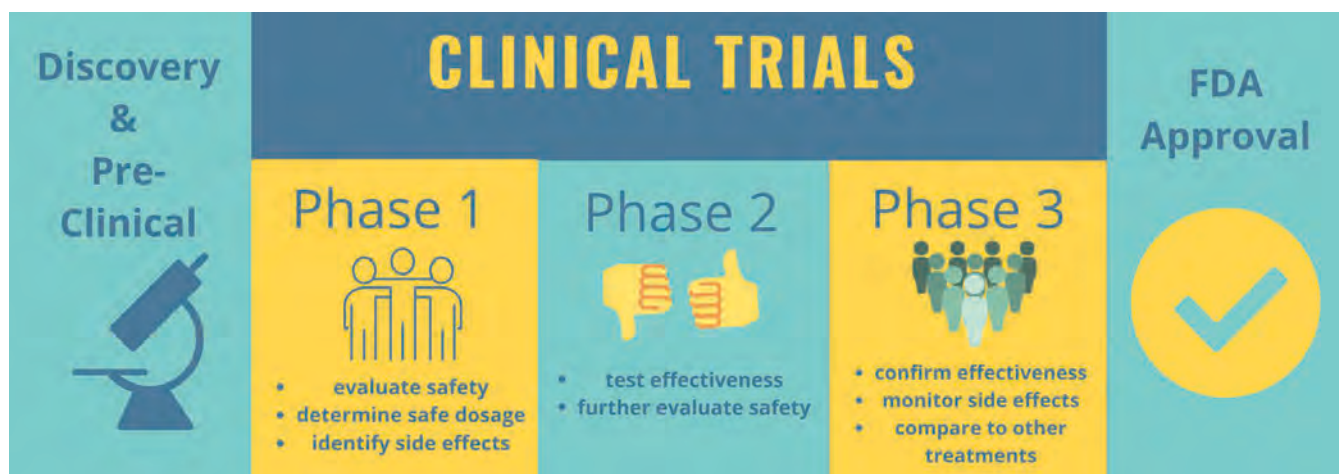 Discovery
&
Pre-
Clinical
CLINICAL TRIALS
Phase 1
• evaluate safety
• determine safe dosage
• identify side effects
Phase 2
• test effectiveness
• further evaluate safety
Phase 3
• confirm effectiveness
• monitor side effects
• compare to other
treatments
FDA
Approval